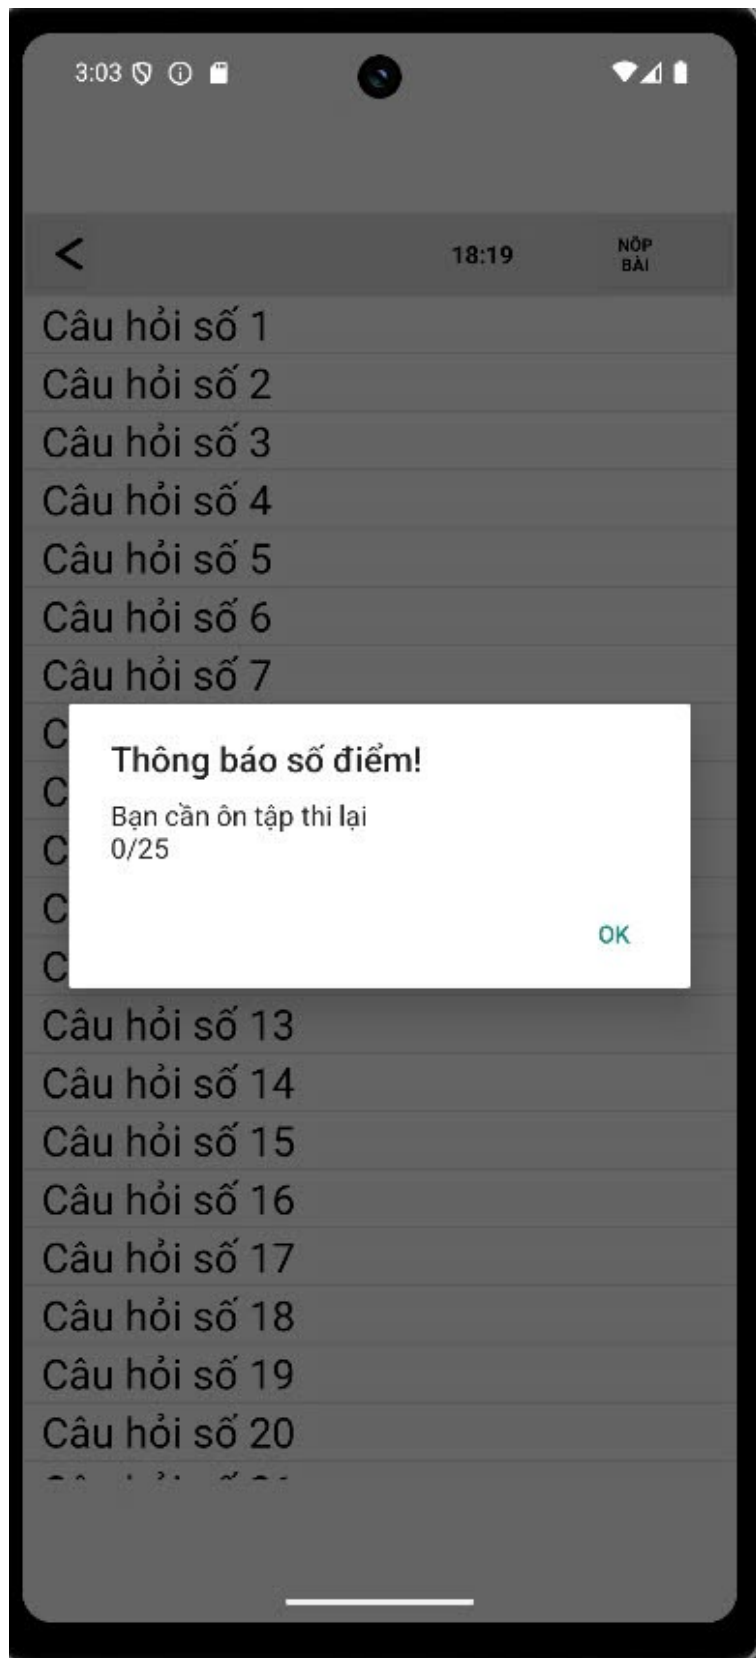 3:03
18:19
NỘP
BÀI
Câu hỏi số 1
Câu hỏi số 2
Câu hỏi số 3
Câu hỏi số 4
Câu hỏi số 5
Câu hỏi số 6
Câu hỏi số 7
C
Thông báo số điểm!
C
Bạn cần ôn tập thi lại
C
0/25
C
OK
C
Câu hỏi số 13
Câu hỏi số 14
Câu hỏi số 15
Câu hỏi số 16
Câu hỏi số 17
Câu hỏi số 18
Câu hỏi số 19
Câu hỏi số 20